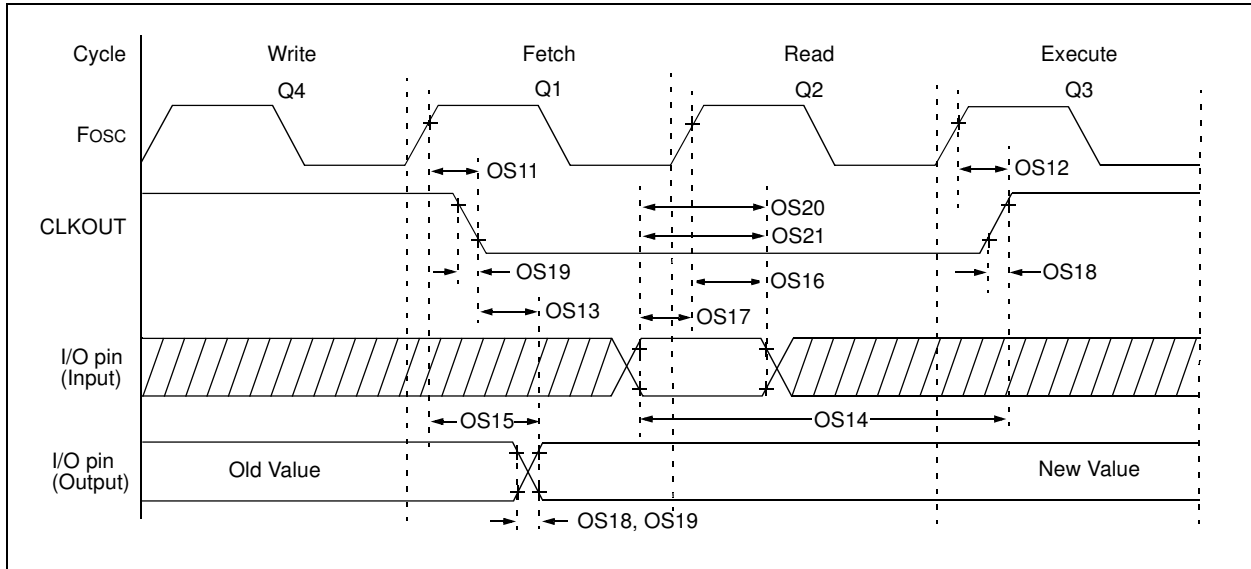 Cycle Write Fetch Read Execute
Q4 Q1 Q2 Q3
FOSC
OS11 OS12
OS20
CLKOUT OS21
OS19 OS16 OS18
OS13 OS17
I/O pin
(Input)
OS15 OS14
I/O pin
(Output)
Old Value New Value
OS18, OS19